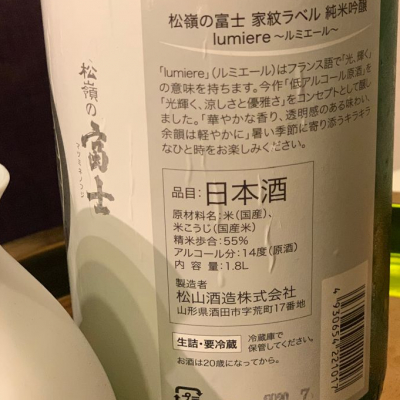 松嶺の富士 家紋ラベル 純米吟醸
lumiere ～ルミエール～
「lumiere」(ルミエール)はフランス語で「光、輝く」
の意味を持ちます。今作「低アルコール原酒」を
「光輝く、涼しさと優雅さ」をコンセプトとして醸し
ました。「華やかな香り、透明感のある味わい、
余韻は軽やかに」暑い季節に寄り添うキラキラ
なひと時をお楽しみください。
品目:日本酒
原材料名:米(国産)、
米こうじ(国産米)
精米歩合:55%
アルコール分:14度(原酒)
内 容 量:1.8L
製造者
松山酒造株式会社
山形県酒田市字荒町17番地
生詰・要冷蔵
冷蔵庫で
保管してください。
お酒は20歳になってから。
紙
2020. 7
4930654221017
松嶺の
富士
マツミネノフジ